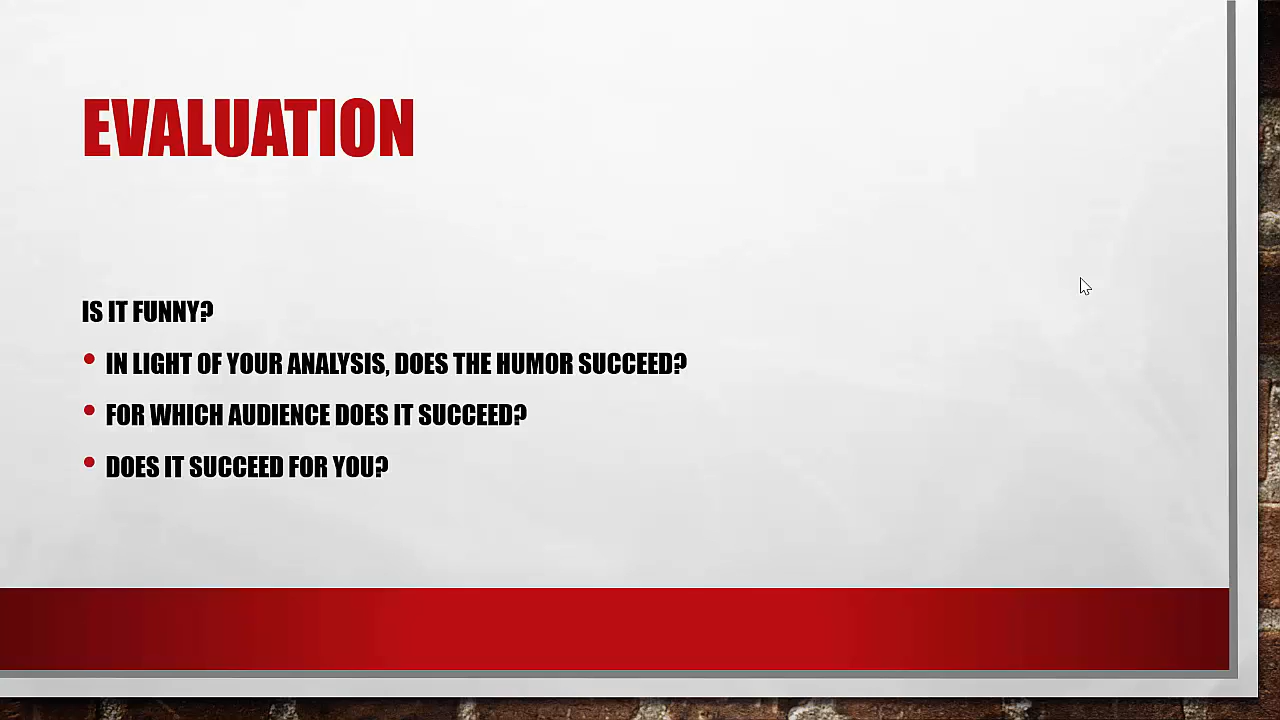 EVALUATION
IS IT FUNNY?
• IN LIGHT OF YOUR ANALYSIS, DOES THE HUMOR SUCCEED?
• FOR WHICH AUDIENCE DOES IT SUCCEED?
• DOES IT SUCCEED FOR YOU?